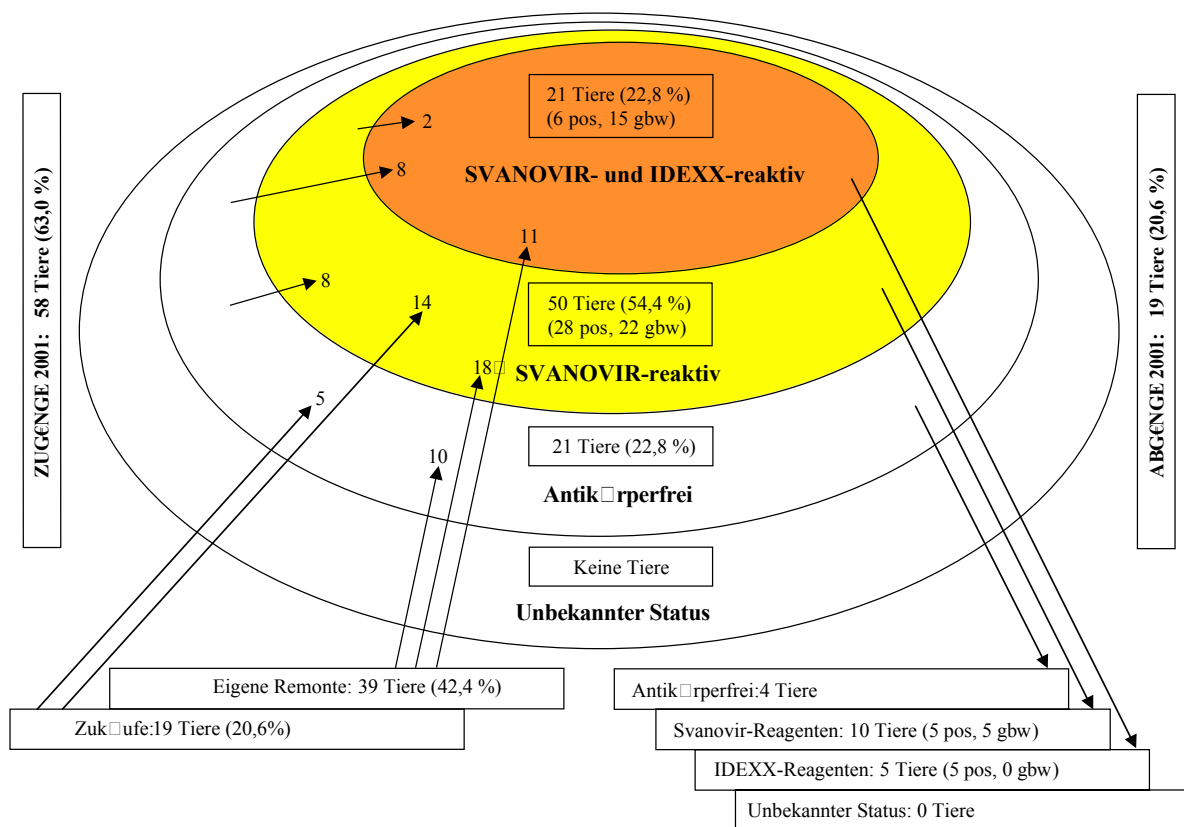 21 Tiere (22,8 %)
(6 pos, 15 gbw)
2
8
SVANOVIR- und IDEXX-reaktiv
11
8
14
50 Tiere (54,4 %)
(28 pos, 22 gbw)
18□
SVANOVIR-reaktiv
5
10
21 Tiere (22,8 %)
Antik□rperfrei
Keine Tiere
Unbekannter Status
ZUG€NGE 2001: 58 Tiere (63,0 %)
ABG€NGE 2001: 19 Tiere (20,6 %)
Eigene Remonte: 39 Tiere (42,4 %)
Zuk□ufe:19 Tiere (20,6%)
Antik□rperfrei:4 Tiere
Svanovir-Reagenten: 10 Tiere (5 pos, 5 gbw)
IDEXX-Reagenten: 5 Tiere (5 pos, 0 gbw)
Unbekannter Status: 0 Tiere